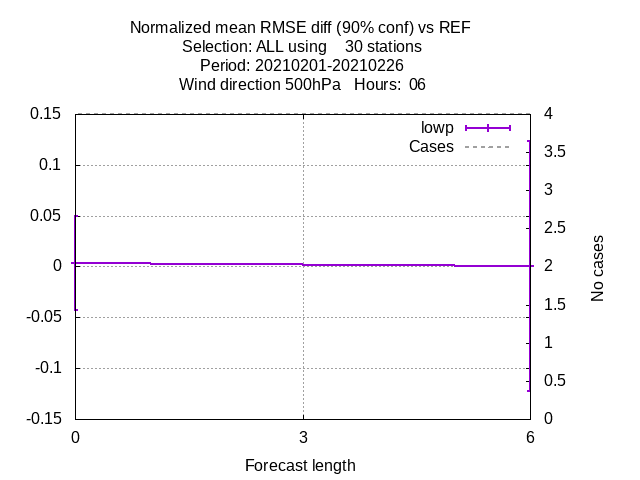 Normalized mean RMSE diff (90% conf) vs REF
Selection: ALL using    30 stations
Period: 20210201-20210226
Wind direction 500hPa   Hours:  06
lowp
Cases
0.15
0.1
0.05
0
-0.05
-0.1
-0.15
4
3.5
3
2.5
2
1.5
1
0.5
0
No cases
0
3
6
Forecast length